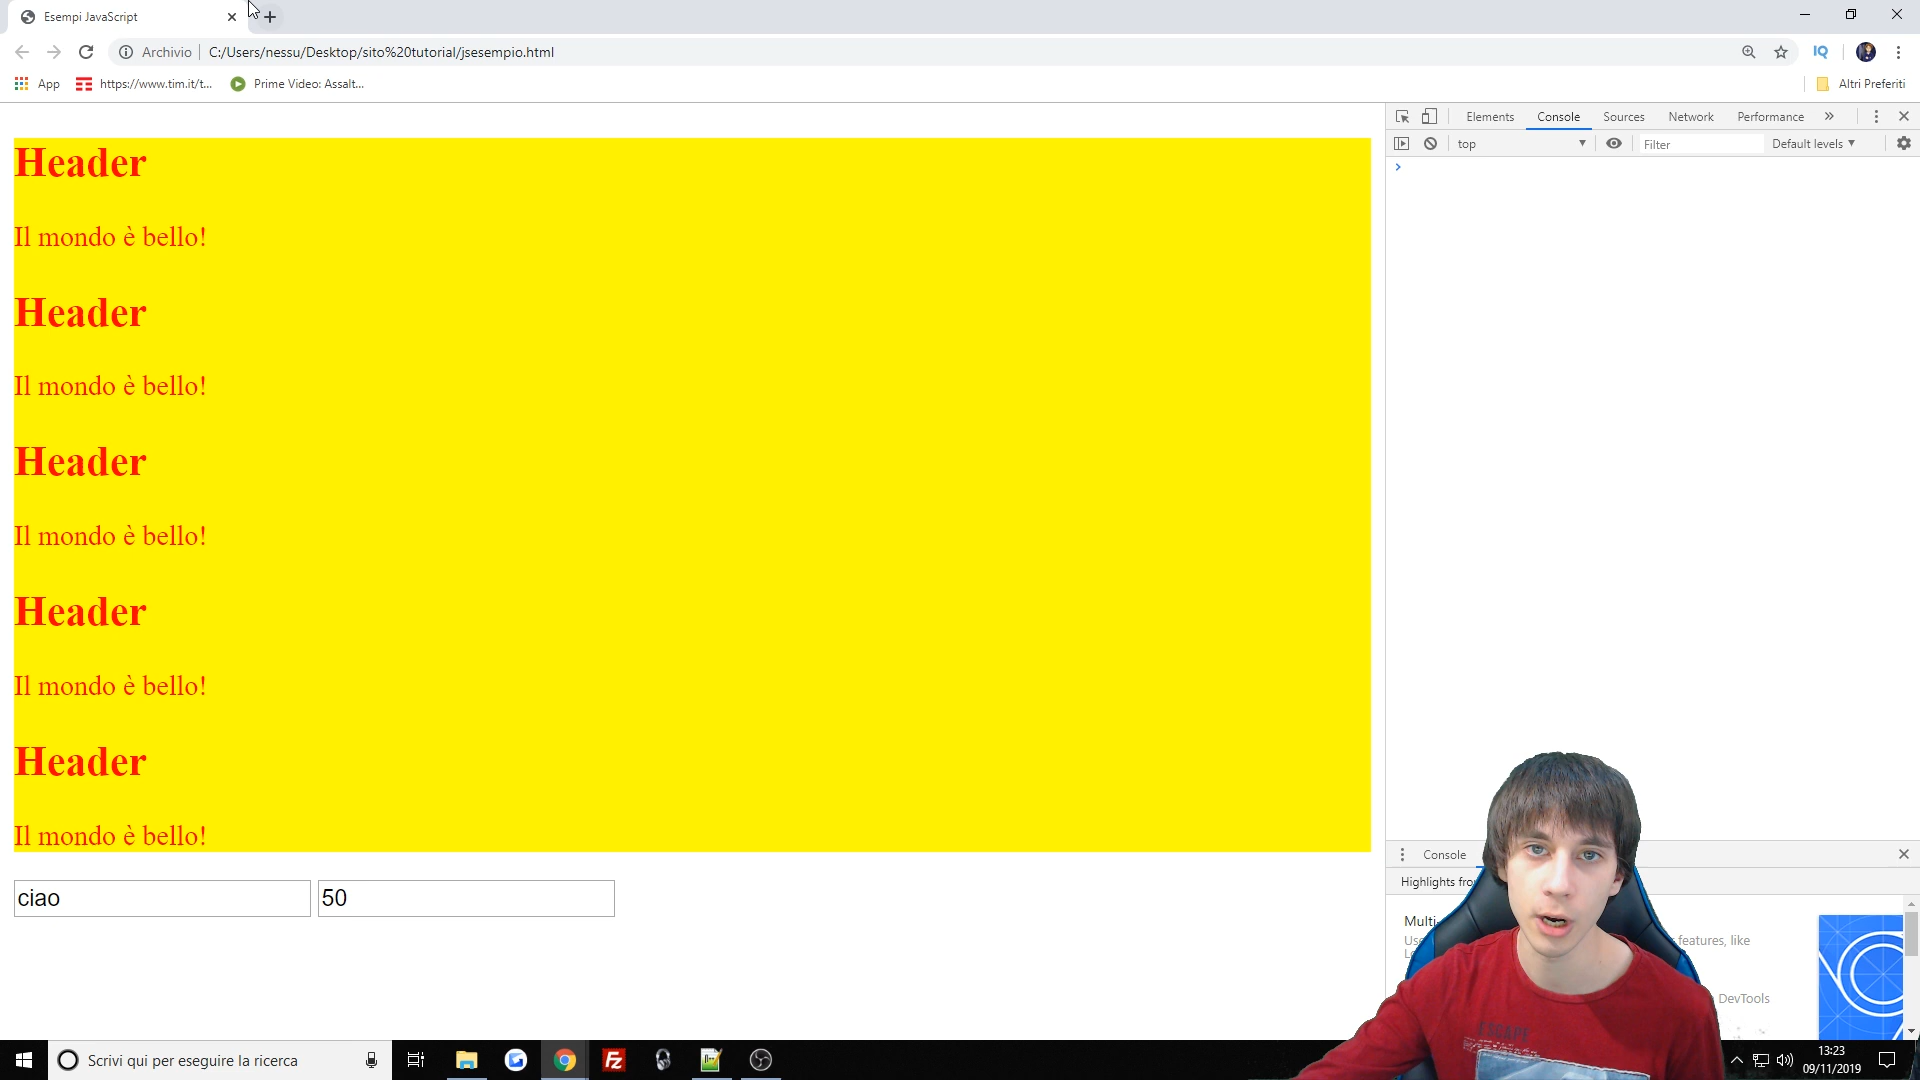 Esempi JavaScript
Archivio C:/Users/nessu/Desktop/sito%20tutorial/jsesempio.html
IQ
App https://www.tim.it/t... Prime Video: Assalt... Altri Preferiti
Elements Console Sources Network Performance
top Filter Default levels
Header
Il mondo è bello!
Header
Il mondo è bello!
Header
Il mondo è bello!
Header
Il mondo è bello!
Header
Il mondo è bello!
ciao 50
Console
Highlights
Multi-
features, like
DevTools
ESCAPE
Scrivi qui per eseguire la ricerca
13:23
09/11/2019